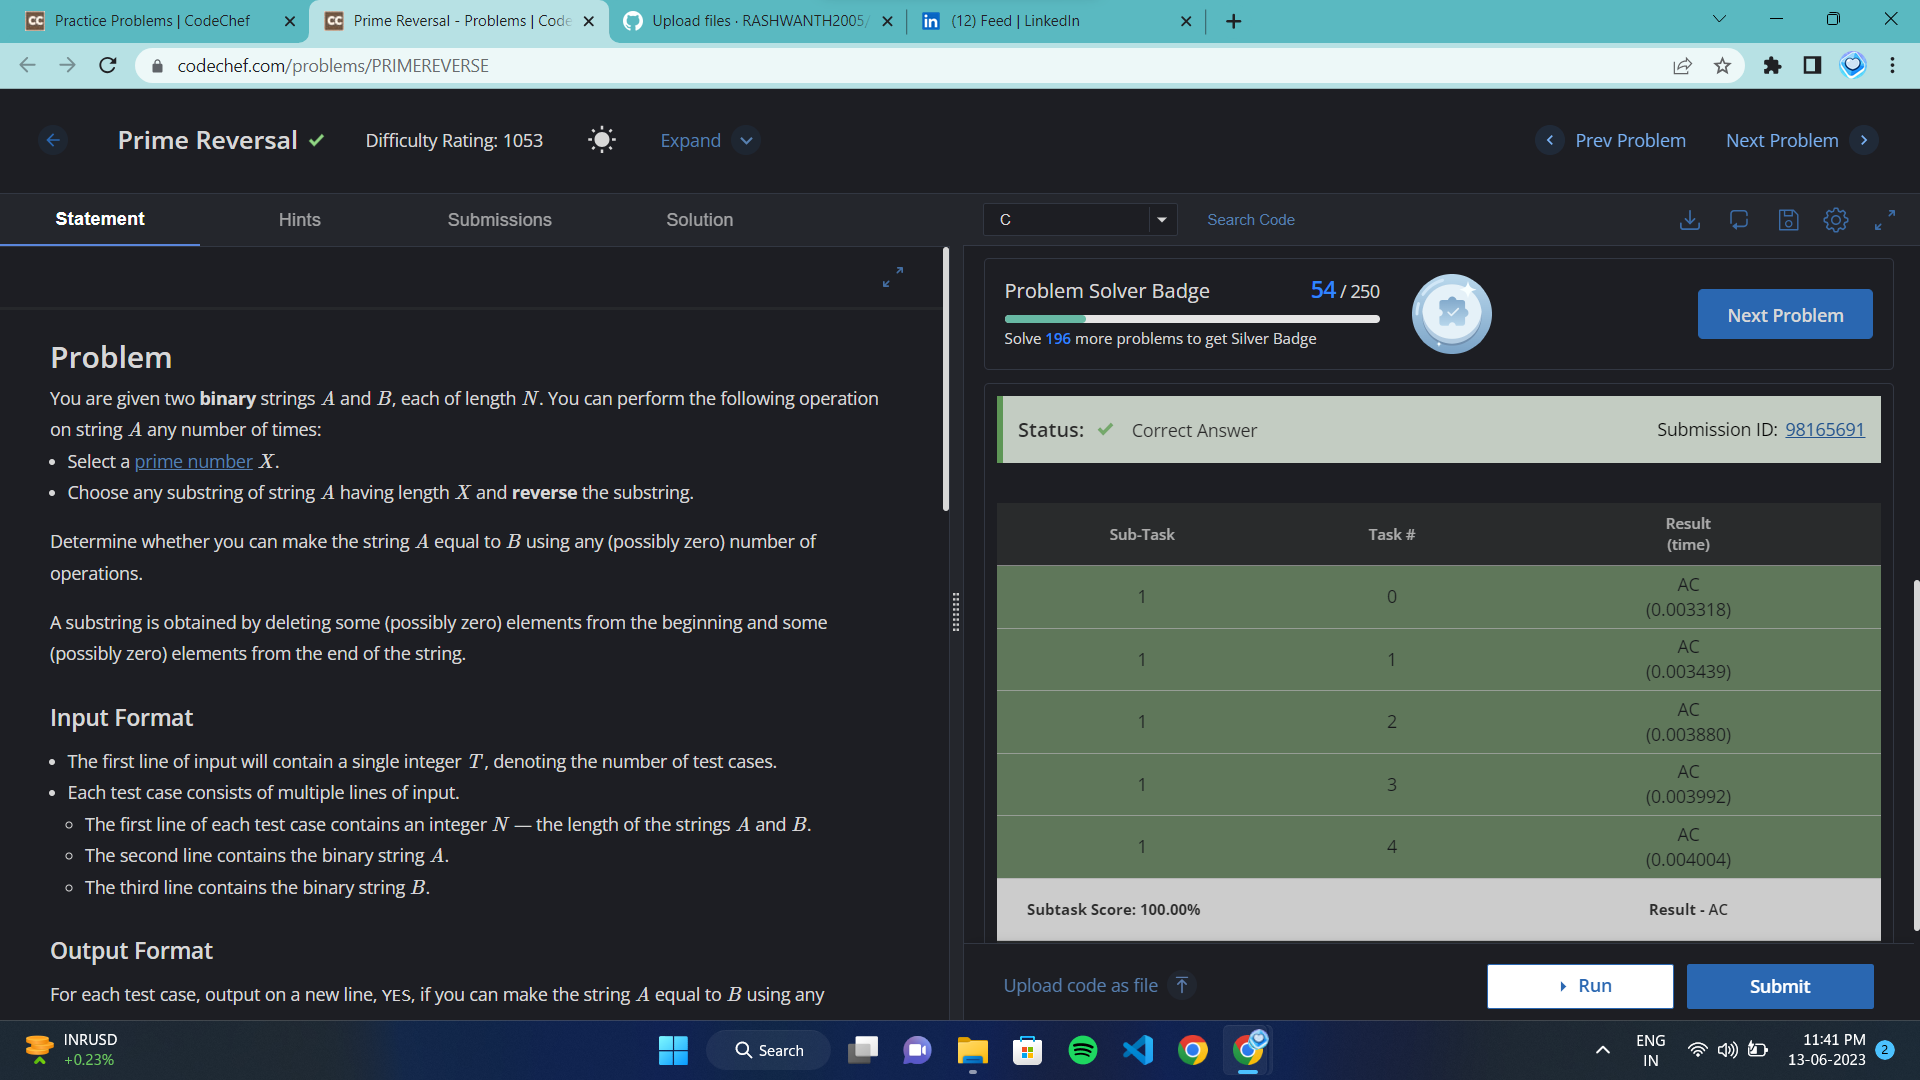 Practice Problems | CodeChef
Prime Reversal - Problems | Code
Upload files · RASHWANTH2005/
(12) Feed | LinkedIn
codechef.com/problems/PRIMEREVERSE
Prime Reversal
Difficulty Rating: 1053
Expand
Prev Problem
Next Problem
Statement
Hints
Submissions
Solution
C
Search Code
Problem
You are given two binary strings A and B, each of length N. You can perform the following operation
on string A any number of times:
• Select a prime number X.
• Choose any substring of string A having length X and reverse the substring.
Determine whether you can make the string A equal to B using any (possibly zero) number of
operations.
A substring is obtained by deleting some (possibly zero) elements from the beginning and some
(possibly zero) elements from the end of the string.
Input Format
• The first line of input will contain a single integer T, denoting the number of test cases.
• Each test case consists of multiple lines of input.
◦ The first line of each test case contains an integer N — the length of the strings A and B.
◦ The second line contains the binary string A.
◦ The third line contains the binary string B.
Output Format
For each test case, output on a new line, YES, if you can make the string A equal to B using any
Problem Solver Badge
54 / 250
Solve 196 more problems to get Silver Badge
Next Problem
Status: Correct Answer
Submission ID: 98165691
Sub-Task Task # Result
(time)
1 0 AC
(0.003318)
1 1 AC
(0.003439)
1 2 AC
(0.003880)
1 3 AC
(0.003992)
1 4 AC
(0.004004)
Subtask Score: 100.00% Result - AC
Upload code as file
Run
Submit
INRUSD
+0.23%
Search
ENG
IN
11:41 PM
13-06-2023
2